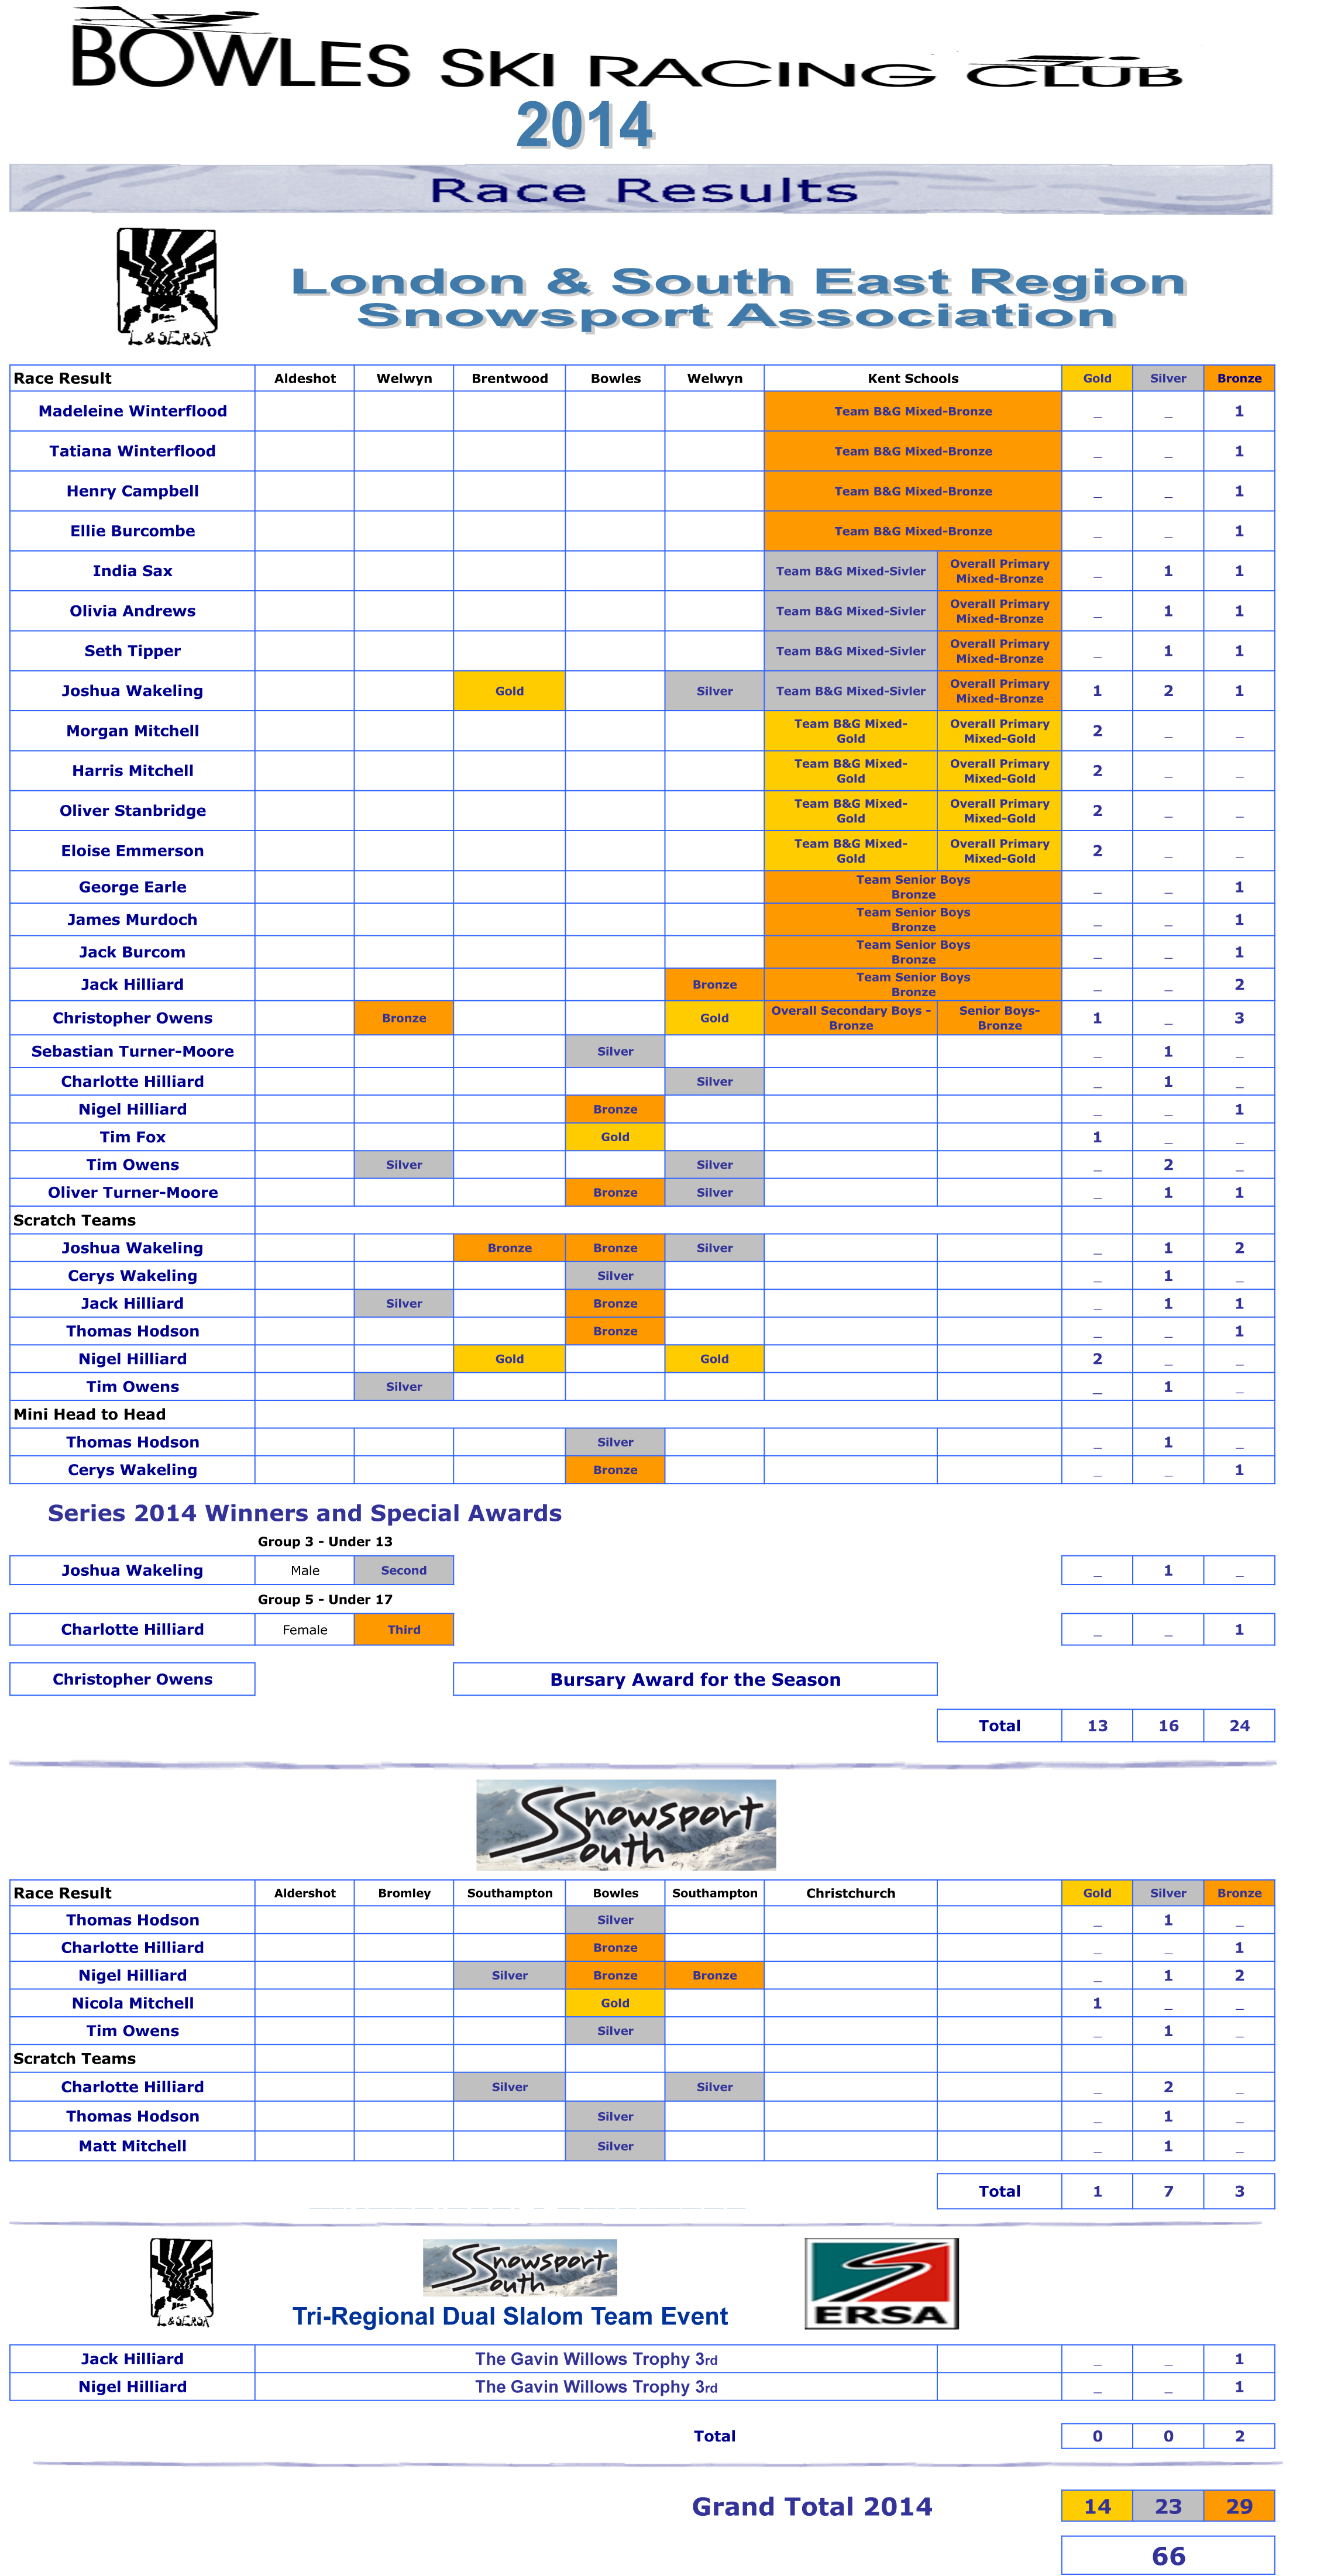 BOWLES SKI RACING CLUB
2014
Race Results
L&SERSA
London & South East Region
Snowsport Association
Race Result Aldeshot Welwyn Brentwood Bowles Welwyn Kent Schools Gold Silver Bronze
Madeleine Winterflood Team B&G Mixed-Bronze _ _ 1
Tatiana Winterflood Team B&G Mixed-Bronze _ _ 1
Henry Campbell Team B&G Mixed-Bronze _ _ 1
Ellie Burcombe Team B&G Mixed-Bronze _ _ 1
India Sax Team B&G Mixed-Sivler Overall Primary Mixed-Bronze _ 1 1
Olivia Andrews Team B&G Mixed-Sivler Overall Primary Mixed-Bronze _ 1 1
Seth Tipper Team B&G Mixed-Sivler Overall Primary Mixed-Bronze _ 1 1
Joshua Wakeling Gold Silver Team B&G Mixed-Sivler Overall Primary Mixed-Bronze 1 2 1
Morgan Mitchell Team B&G Mixed-Gold Overall Primary Mixed-Gold 2 _ _
Harris Mitchell Team B&G Mixed-Gold Overall Primary Mixed-Gold 2 _ _
Oliver Stanbridge Team B&G Mixed-Gold Overall Primary Mixed-Gold 2 _ _
Eloise Emmerson Team B&G Mixed-Gold Overall Primary Mixed-Gold 2 _ _
George Earle Team Senior Boys Bronze _ _ 1
James Murdoch Team Senior Boys Bronze _ _ 1
Jack Burcom Team Senior Boys Bronze _ _ 1
Jack Hilliard Bronze Team Senior Boys Bronze _ _ 2
Christopher Owens Bronze Gold Overall Secondary Boys - Bronze Senior Boys-Bronze 1 _ 3
Sebastian Turner-Moore Silver _ 1 _
Charlotte Hilliard Silver _ 1 _
Nigel Hilliard Bronze _ _ 1
Tim Fox Gold 1 _ _
Tim Owens Silver Silver _ 2 _
Oliver Turner-Moore Bronze Silver _ 1 1
Scratch Teams
Joshua Wakeling Bronze Bronze Silver _ 1 2
Cerys Wakeling Silver _ 1 _
Jack Hilliard Silver Bronze _ 1 1
Thomas Hodson Bronze _ _ 1
Nigel Hilliard Gold Gold 2 _ _
Tim Owens Silver _ 1 _
Mini Head to Head
Thomas Hodson Silver _ 1 _
Cerys Wakeling Bronze _ _ 1
Series 2014 Winners and Special Awards
Group 3 - Under 13
Joshua Wakeling Male Second _ 1 _
Group 5 - Under 17
Charlotte Hilliard Female Third _ _ 1
Christopher Owens Bursary Award for the Season
Total 13 16 24
Snowsport South
Race Result Aldershot Bromley Southampton Bowles Southampton Christchurch Gold Silver Bronze
Thomas Hodson Silver _ 1 _
Charlotte Hilliard Bronze _ _ 1
Nigel Hilliard Silver Bronze Bronze _ 1 2
Nicola Mitchell Gold 1 _ _
Tim Owens Silver _ 1 _
Scratch Teams
Charlotte Hilliard Silver Silver _ 2 _
Thomas Hodson Silver _ 1 _
Matt Mitchell Silver _ 1 _
Total 1 7 3
L&SERSA
Snowsport South
ERSA
Tri-Regional Dual Slalom Team Event
Jack Hilliard The Gavin Willows Trophy 3rd _ _ 1
Nigel Hilliard The Gavin Willows Trophy 3rd _ _ 1
Total 0 0 2
Grand Total 2014 14 23 29
66